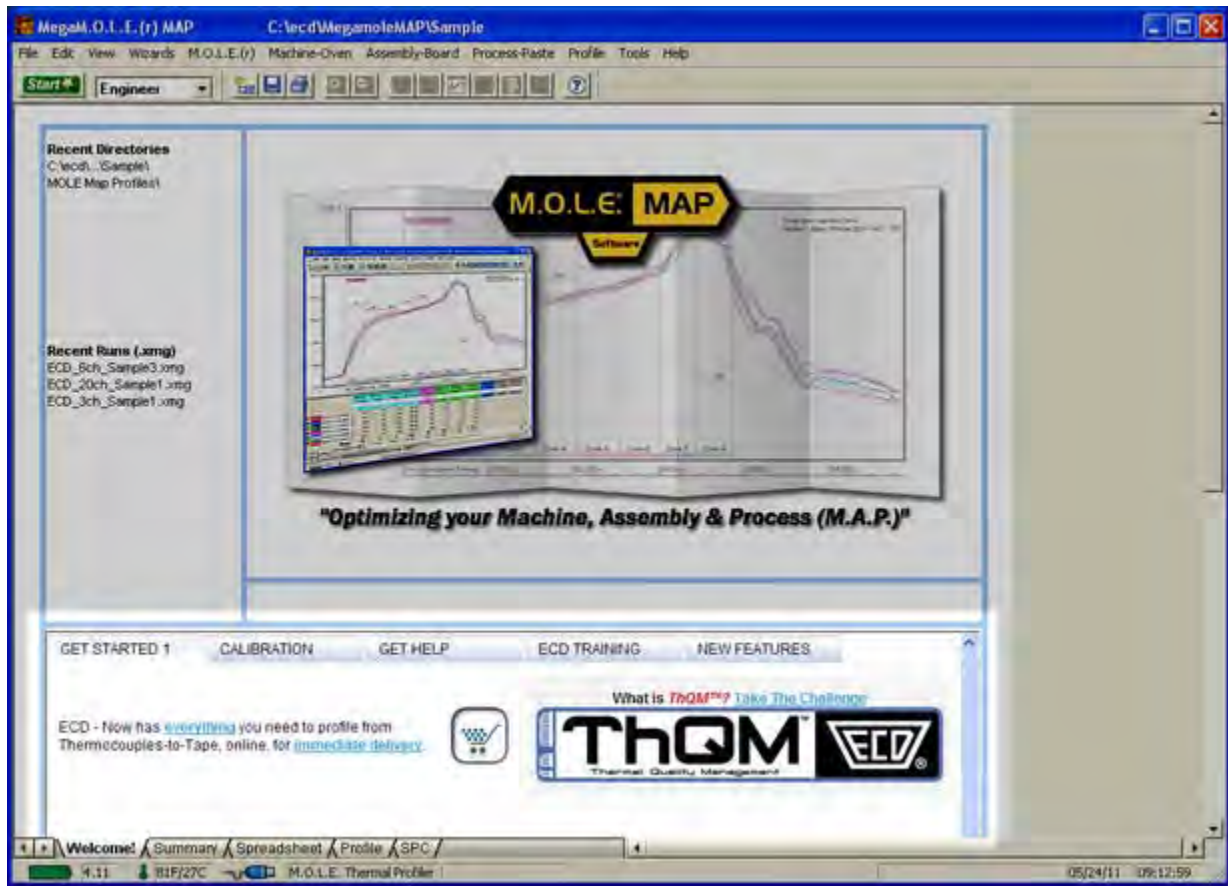 MegaM.O.L.E.(r) MAP C:\ecd\MegamoleMAP\Sample
File Edit View Wizards M.O.L.E.(r) Machine-Oven Assembly-Board Process-Paste Profile Tools Help
Start Engineer
Recent Directories
C:\ecd\...\Sample\
MOLE Map Profiles\
M.O.L.E.® MAP
Software
Recent Runs (.xmg)
ECD_6ch_Sample3.xmg
ECD_20ch_Sample1.xmg
ECD_3ch_Sample1.xmg
"Optimizing your Machine, Assembly & Process (M.A.P.)"
GET STARTED 1 CALIBRATION GET HELP ECD TRAINING NEW FEATURES
What is ThQM™? Take The Challenge
ECD - Now has everything you need to profile from
Thermocouples-to-Tape, online, for immediate delivery.
ThQM™ ECD®
Thermal Quality Management
Welcome! Summary Spreadsheet Profile SPC
4.11 81F/27C M.O.L.E. Thermal Profiler 05/24/11 09:12:59